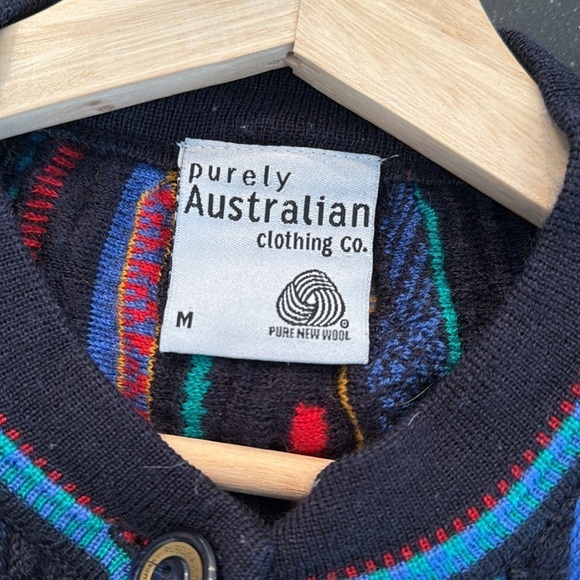 purely
Australian
clothing co.
M
PURE NEW WOOL